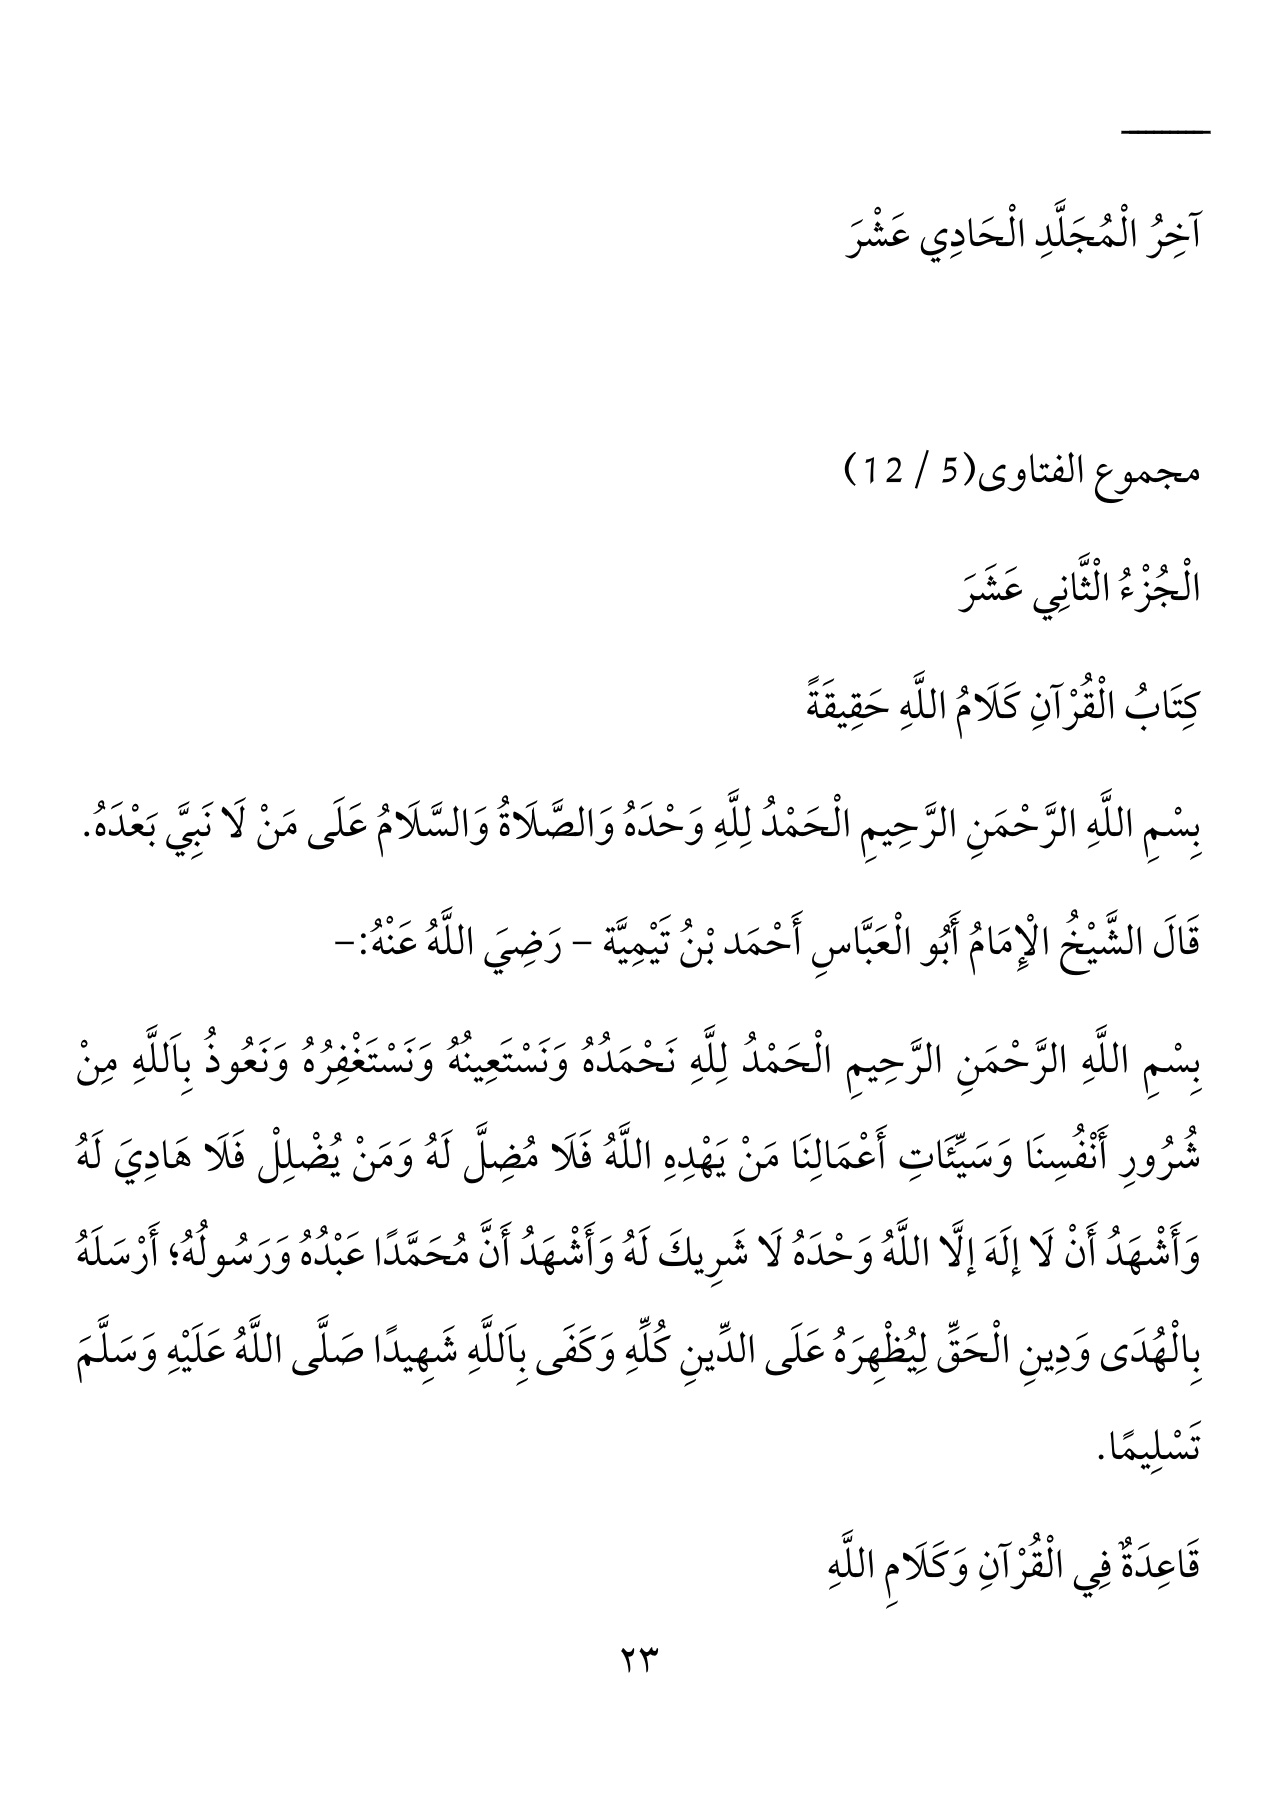 آخِرُ الْمُجَلَّدِ الْحَادِي عَشْرَ
مجموع الفتاوى(5 / 12)
الْجُزْءُ الْثَّانِي عَشَرَ
كِتَابُ الْقُرْآنِ كَلَامُ اللَّهِ حَقِيقَةً
بِسْمِ اللَّهِ الرَّحْمَنِ الرَّحِيمِ الْحَمْدُ لِلَّهِ وَحْدَهُ وَالصَّلَاةُ وَالسَّلَامُ عَلَى مَنْ لَا نَبِيَّ بَعْدَهُ.
قَالَ الشَّيْخُ الْإِمَامُ أَبُو الْعَبَّاسِ أَحْمَد بْنُ تَيْمِيَّة – رَضِيَ اللَّهُ عَنْهُ:–
بِسْمِ اللَّهِ الرَّحْمَنِ الرَّحِيمِ الْحَمْدُ لِلَّهِ نَحْمَدُهُ وَنَسْتَعِينُهُ وَنَسْتَغْفِرُهُ وَنَعُوذُ بِاَللَّهِ مِنْ
شُرُورِ أَنْفُسِنَا وَسَيِّئَاتِ أَعْمَالِنَا مَنْ يَهْدِهِ اللَّهُ فَلَا مُضِلَّ لَهُ وَمَنْ يُضْلِلْ فَلَا هَادِيَ لَهُ
وَأَشْهَدُ أَنْ لَا إلَهَ إلَّا اللَّهُ وَحْدَهُ لَا شَرِيكَ لَهُ وَأَشْهَدُ أَنَّ مُحَمَّدًا عَبْدُهُ وَرَسُولُهُ؛ أَرْسَلَهُ
بِالْهُدَى وَدِينِ الْحَقِّ لِيُظْهِرَهُ عَلَى الدِّينِ كُلِّهِ وَكَفَى بِاَللَّهِ شَهِيدًا صَلَّى اللَّهُ عَلَيْهِ وَسَلَّمَ
تَسْلِيمًا.
قَاعِدَةٌ فِي الْقُرْآنِ وَكَلَامِ اللَّهِ
٢٣